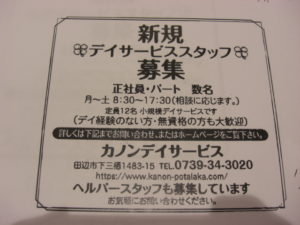 新規
デイサービススタッフ
募集
正社員・パート 数名
月～土 8:30～17:30(相談に応じます。)
定員12名 小規模デイサービスです
(デイ経験のない方・無資格の方も大歓迎)
詳しくは下記までお問い合わせ、またはホームページをご覧下さい。
カノンデイサービス
田辺市下三栖1483-15 TEL.0739-34-3020
https://www.kanon-potalaka.com/
ヘルパースタッフも募集しています
お気軽にお問い合わせください。